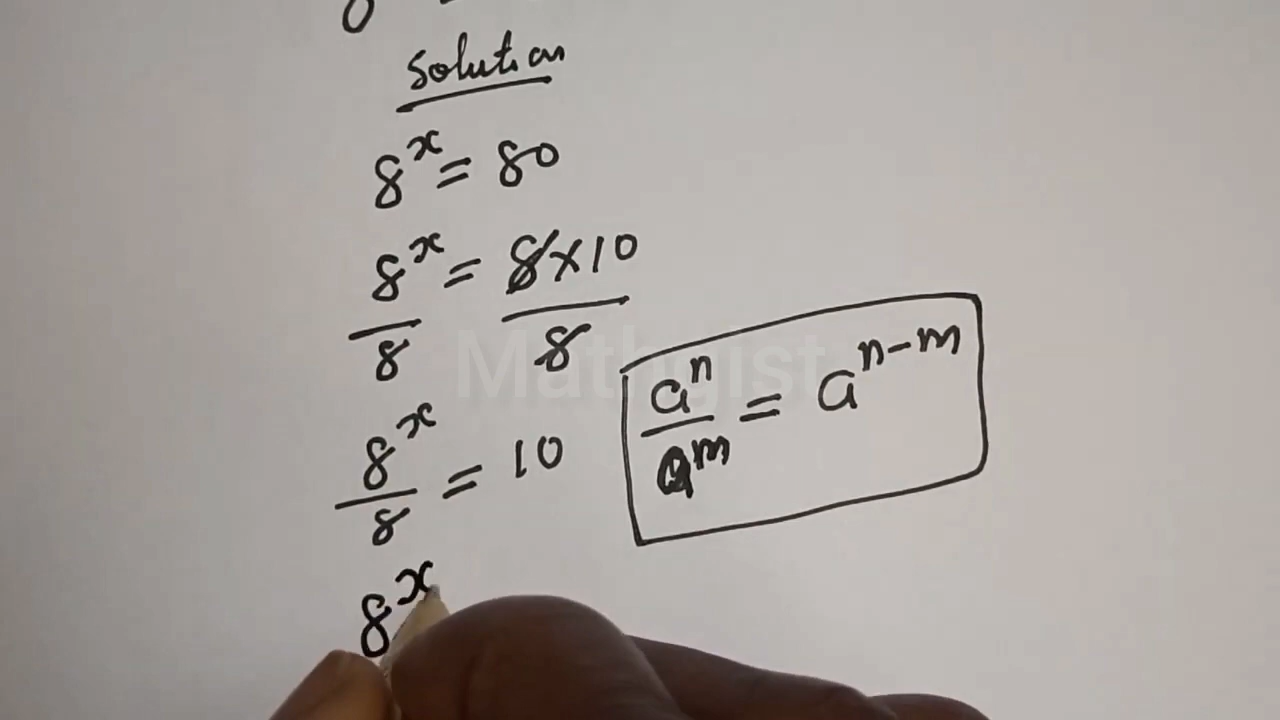 Solution
8^x = 80
8^x/8 = 8×10/8
8^x/8 = 10
a^n/a^m = a^n-m
8^x
Mathgist